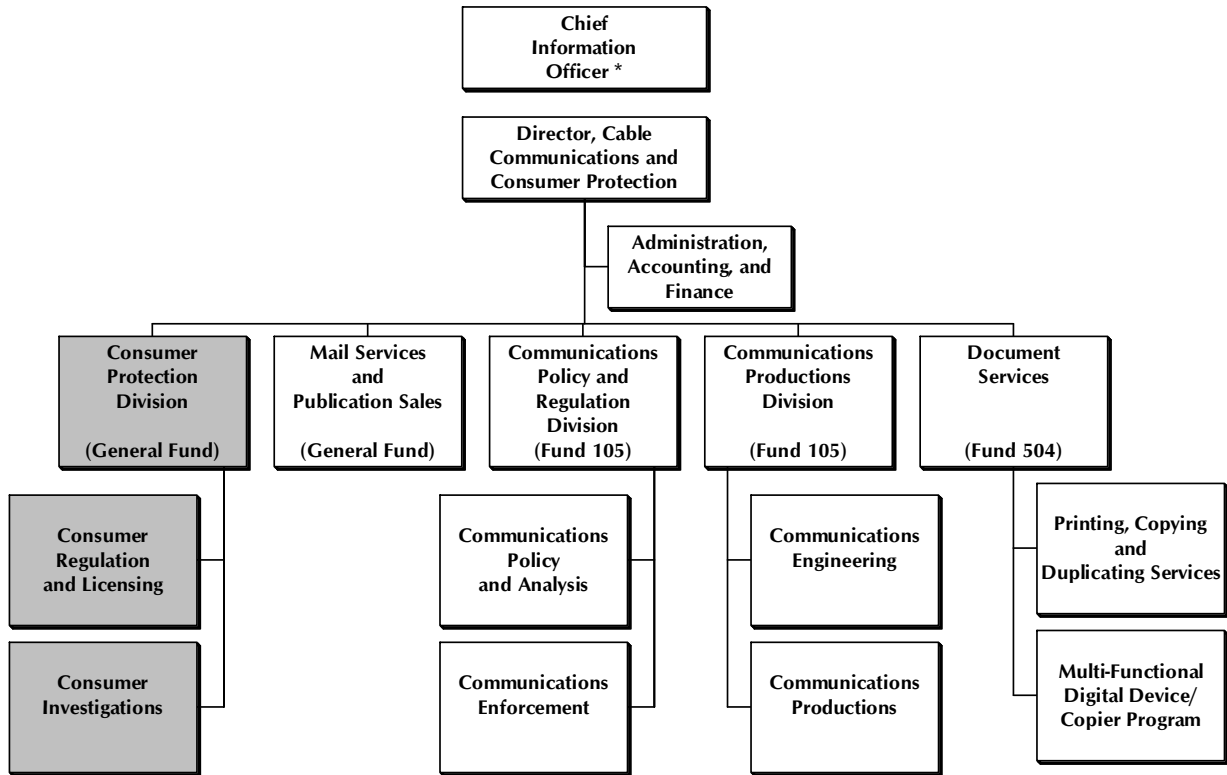 Chief
Information
Officer *
Director, Cable
Communications and
Consumer Protection
Administration,
Accounting, and
Finance
Consumer
Protection
Division
(General Fund)
Mail Services
and
Publication Sales
(General Fund)
Communications
Policy and
Regulation
Division
(Fund 105)
Communications
Productions
Division
(Fund 105)
Document
Services
(Fund 504)
Consumer
Regulation
and Licensing
Communications
Policy
and Analysis
Communications
Engineering
Printing, Copying
and
Duplicating Services
Consumer
Investigations
Communications
Enforcement
Communications
Productions
Multi-Functional
Digital Device/
Copier Program